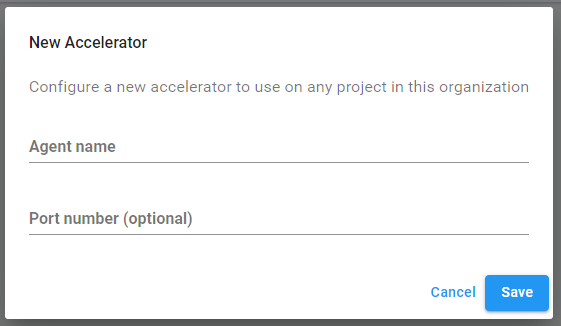 New Accelerator
Configure a new accelerator to use on any project in this organization
Agent name
Port number (optional)
Cancel Save